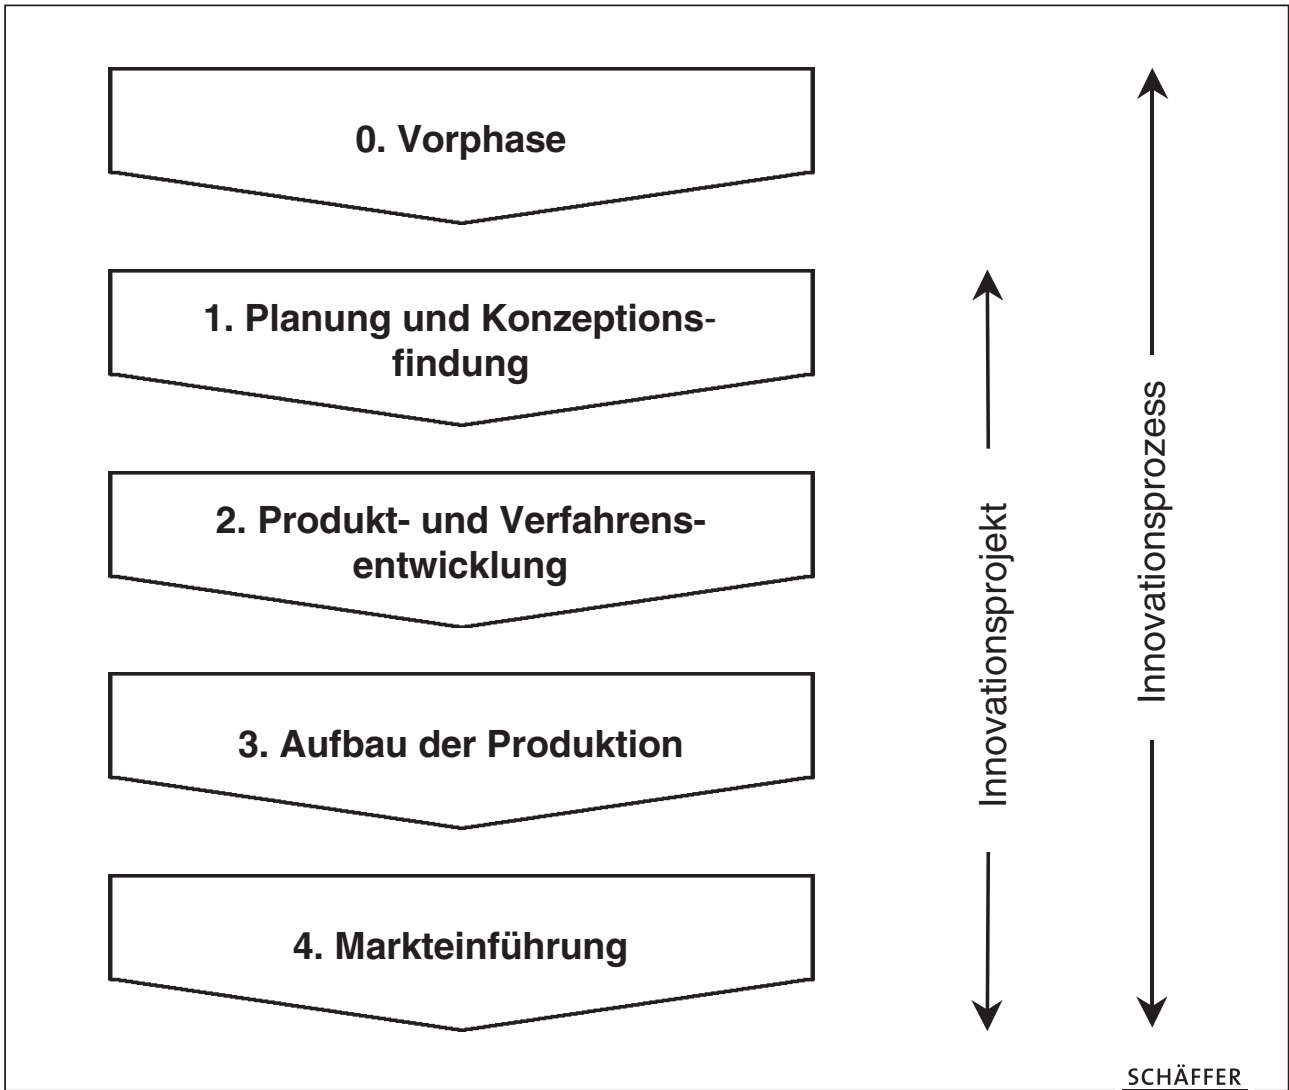 0. Vorphase
1. Planung und Konzeptions-
findung
2. Produkt- und Verfahrens-
entwicklung
3. Aufbau der Produktion
4. Markteinführung
Innovationsprojekt
Innovationsprozess
SCHÄFFER